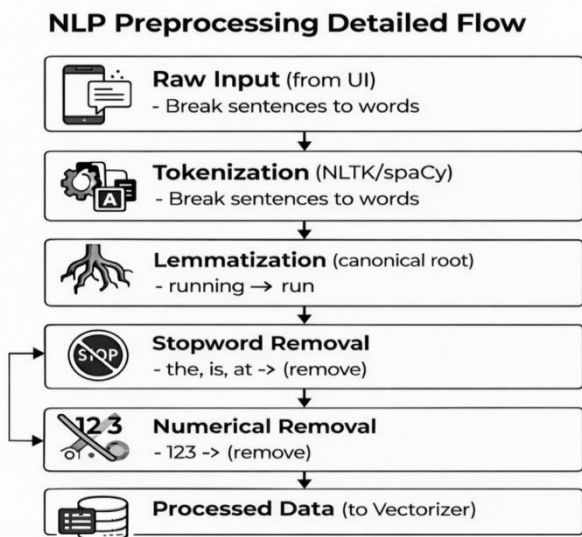 NLP Preprocessing Detailed Flow
Raw Input (from UI)
- Break sentences to words
Tokenization (NLTK/spaCy)
- Break sentences to words
A
Lemmatization (canonical root)
- running → run
STOP
Stopword Removal
- the, is, at -> (remove)
123
Numerical Removal
- 123 -> (remove)
Processed Data (to Vectorizer)